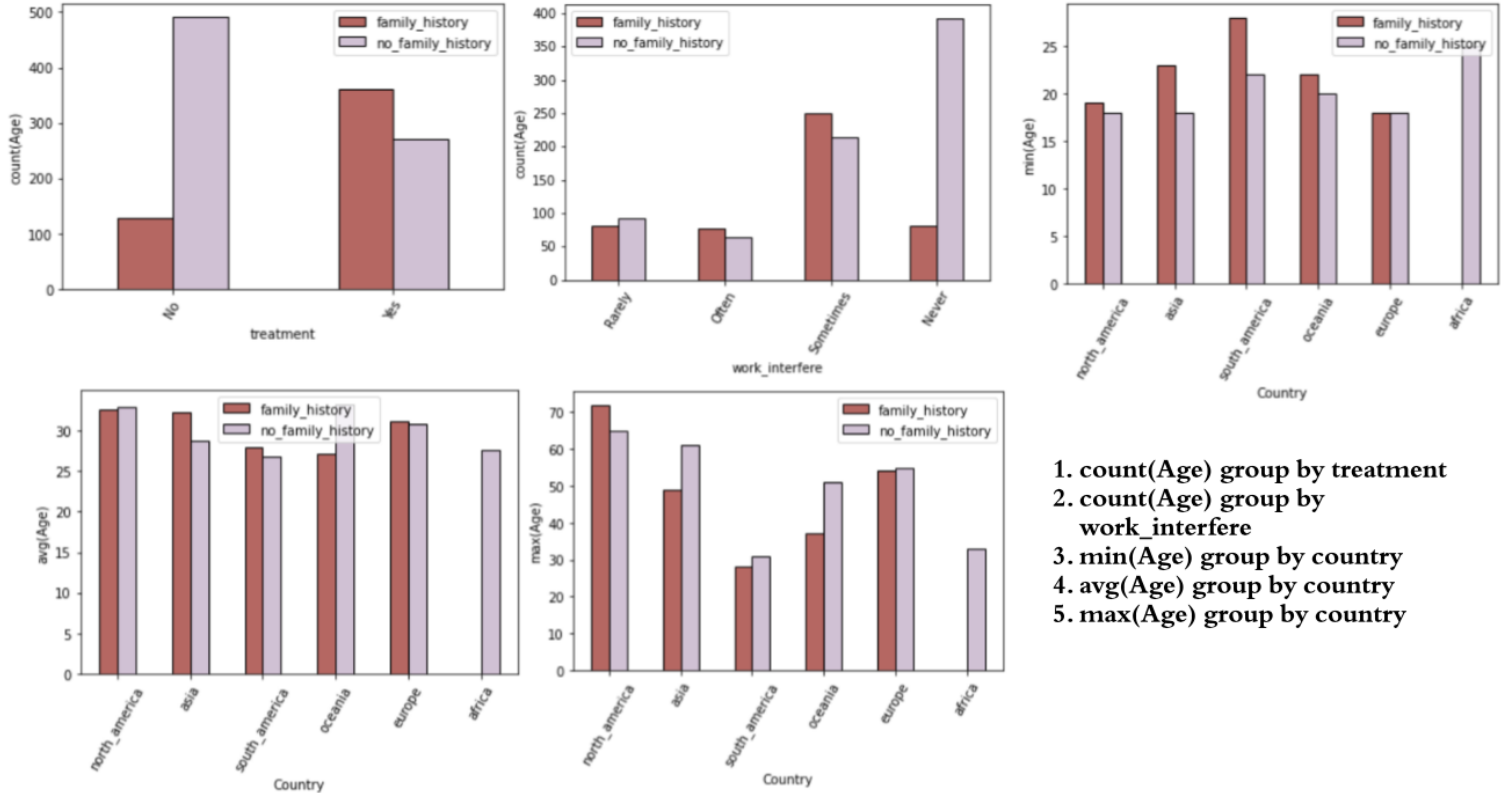 500
400
300
200
100
0
count(Age)
family_history
no_family_history
No
Yes
treatment
400
350
300
250
200
150
100
50
0
count(Age)
family_history
no_family_history
Rarely
Often
Sometimes
Never
work_interfere
25
20
15
10
5
0
min(Age)
family_history
no_family_history
north_america
asia
south_america
oceania
europe
africa
Country
30
25
20
15
10
5
0
avg(Age)
family_history
no_family_history
north_america
asia
south_america
oceania
europe
africa
Country
70
60
50
40
30
20
10
0
max(Age)
family_history
no_family_history
north_america
asia
south_america
oceania
europe
africa
Country
1. count(Age) group by treatment
2. count(Age) group by
work_interfere
3. min(Age) group by country
4. avg(Age) group by country
5. max(Age) group by country